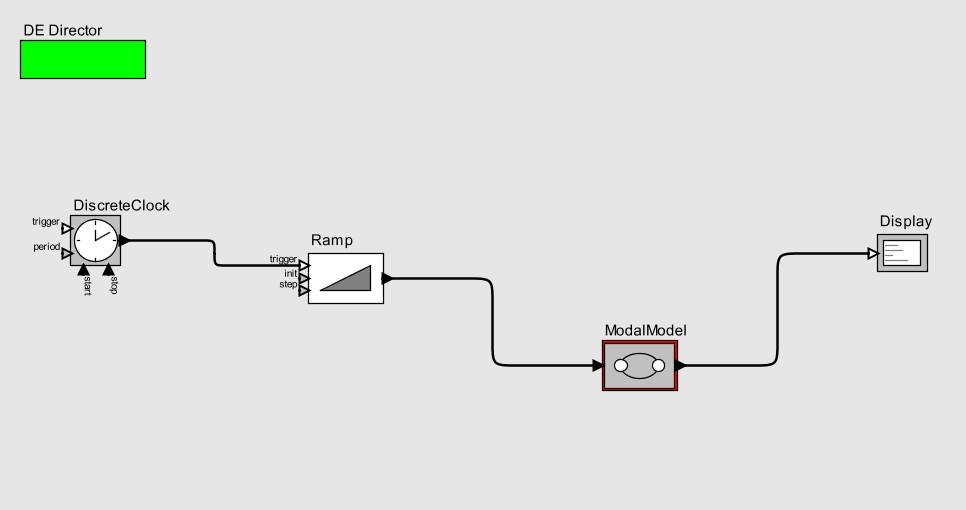 DE Director
DiscreteClock
trigger
period
start
stop
Ramp
trigger
init
step
ModalModel
Display